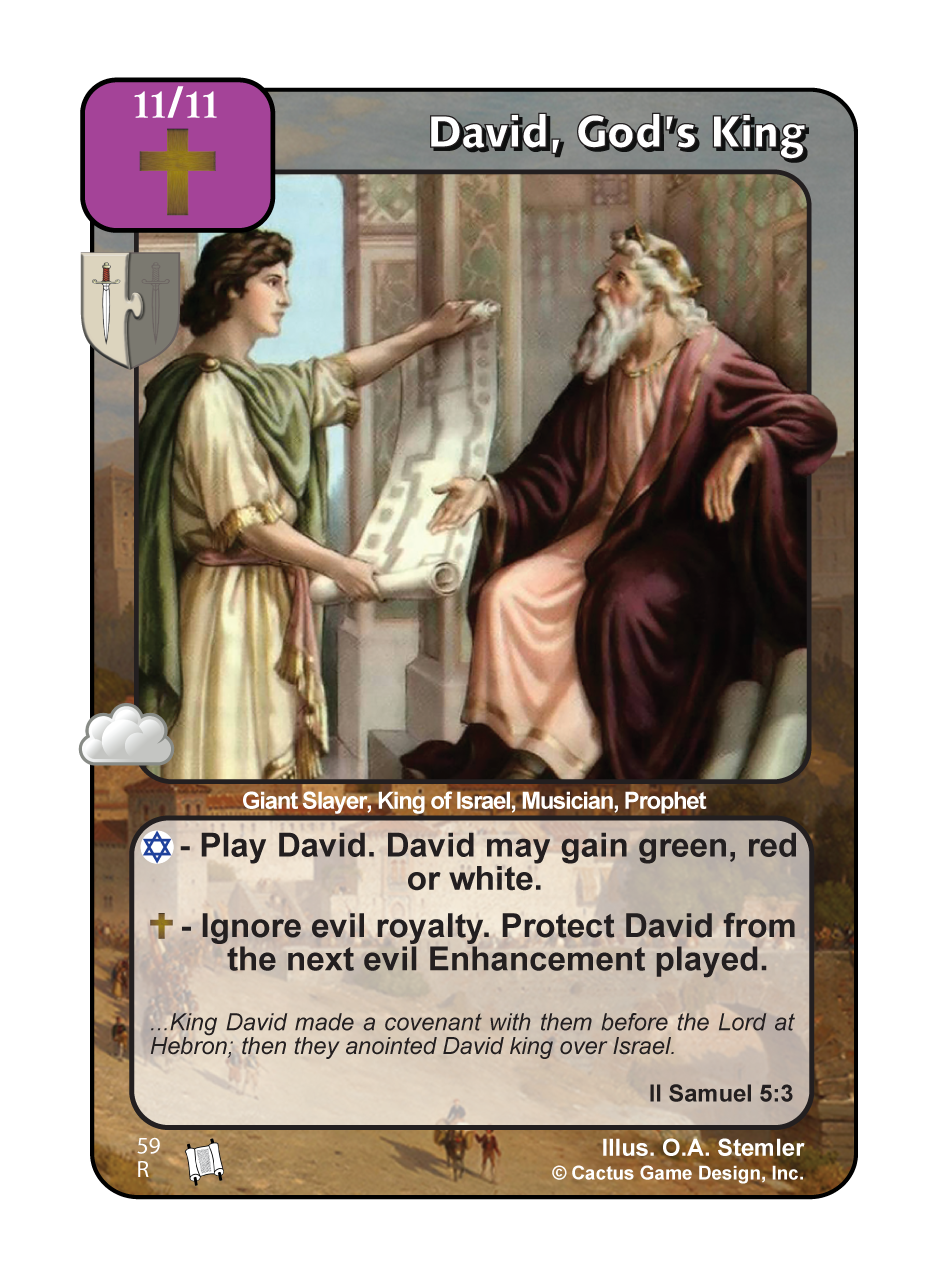 11/11
David, God's King
Giant Slayer, King of Israel, Musician, Prophet
- Play David. David may gain green, red
or white.
- Ignore evil royalty. Protect David from
the next evil Enhancement played.
...King David made a covenant with them before the Lord at
Hebron; then they anointed David king over Israel.
II Samuel 5:3
59
R
Illus. O.A. Stemler
© Cactus Game Design, Inc.